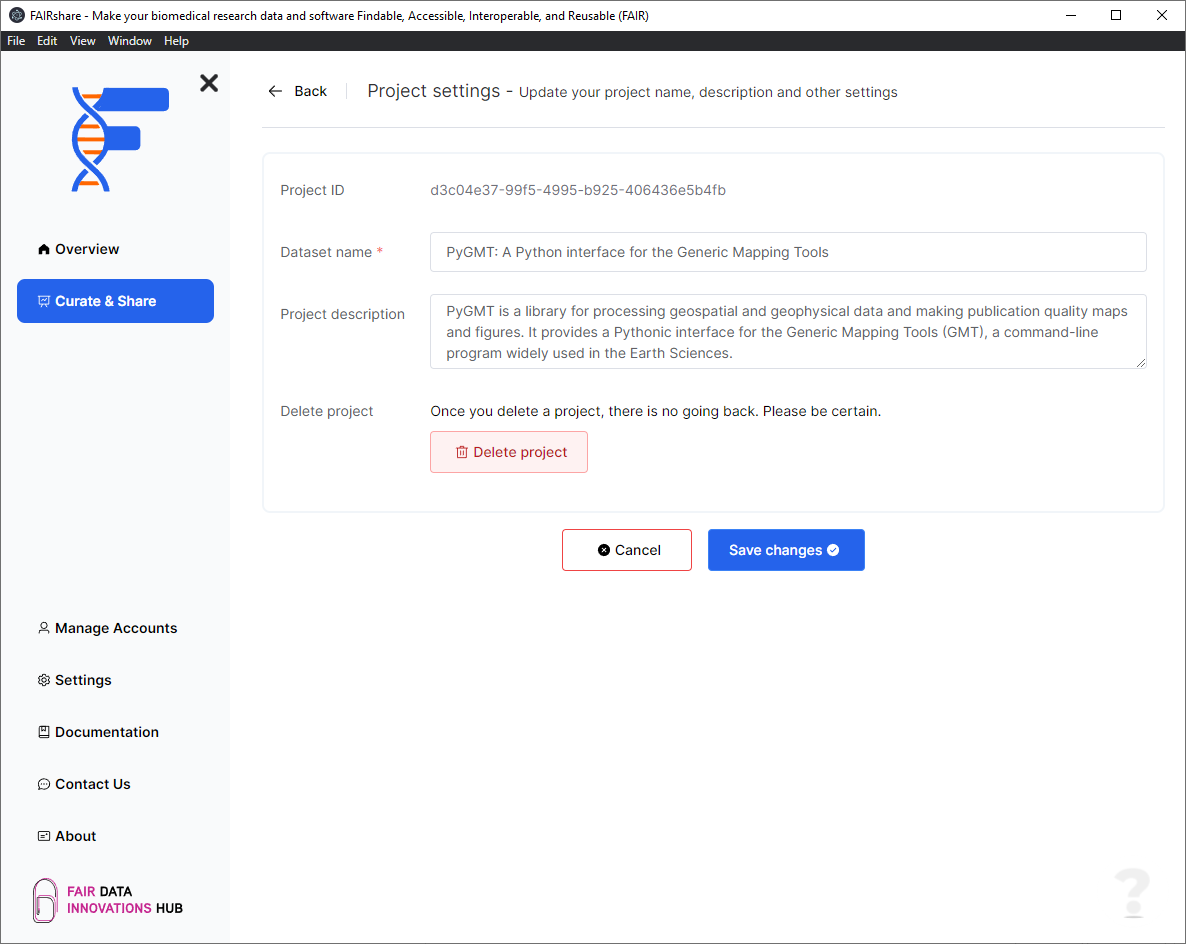 FAIRshare - Make your biomedical research data and software Findable, Accessible, Interoperable, and Reusable (FAIR)
File Edit View Window Help
Back
Project settings - Update your project name, description and other settings
Overview
Curate & Share
Manage Accounts
Settings
Documentation
Contact Us
About
FAIR DATA
INNOVATIONS HUB
Project ID
d3c04e37-99f5-4995-b925-406436e5b4fb
Dataset name *
PyGMT: A Python interface for the Generic Mapping Tools
Project description
PyGMT is a library for processing geospatial and geophysical data and making publication quality maps
and figures. It provides a Pythonic interface for the Generic Mapping Tools (GMT), a command-line
program widely used in the Earth Sciences.
Delete project
Once you delete a project, there is no going back. Please be certain.
Delete project
Cancel
Save changes
?